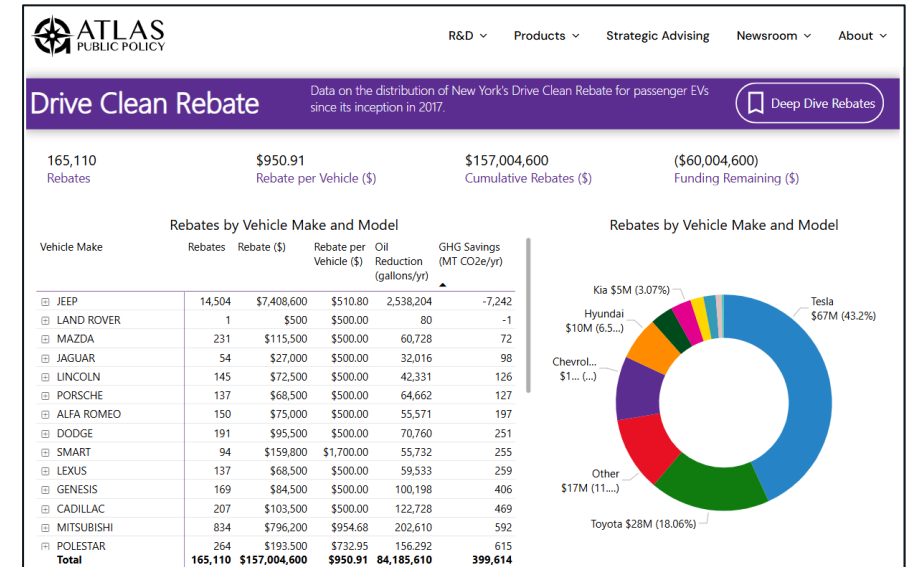 ATLAS
PUBLIC POLICY
R&D Products Strategic Advising Newsroom About
Drive Clean Rebate
Data on the distribution of New York's Drive Clean Rebate for passenger EVs
since its inception in 2017.
Deep Dive Rebates
165,110 $950.91 $157,004,600 ($60,004,600)
Rebates Rebate per Vehicle ($) Cumulative Rebates ($) Funding Remaining ($)
Rebates by Vehicle Make and Model
Vehicle Make Rebates Rebate ($) Rebate per Oil GHG Savings
Vehicle ($) Reduction (MT CO2e/yr)
(gallons/yr)
JEEP 14,504 $7,408,600 $510.80 2,538,204 -7,242
LAND ROVER 1 $500 $500.00 80 -1
MAZDA 231 $115,500 $500.00 60,728 72
JAGUAR 54 $27,000 $500.00 32,016 98
LINCOLN 145 $72,500 $500.00 42,331 126
PORSCHE 137 $68,500 $500.00 64,662 127
ALFA ROMEO 150 $75,000 $500.00 55,571 197
DODGE 191 $95,500 $500.00 70,760 251
SMART 94 $159,800 $1,700.00 55,732 255
LEXUS 137 $68,500 $500.00 59,533 259
GENESIS 169 $84,500 $500.00 100,198 406
CADILLAC 207 $103,500 $500.00 122,728 469
MITSUBISHI 834 $796,200 $954.68 202,610 592
POLESTAR 264 $193,500 $732.95 156,292 615
Total 165,110 $157,004,600 $950.91 84,185,610 399,614
Rebates by Vehicle Make and Model
Kia $5M (3.07%)
Tesla
$67M (43.2%)
Hyundai
$10M (6.5...)
Chevrol...
$1... (...)
Other
$17M (11....)
Toyota $28M (18.06%)